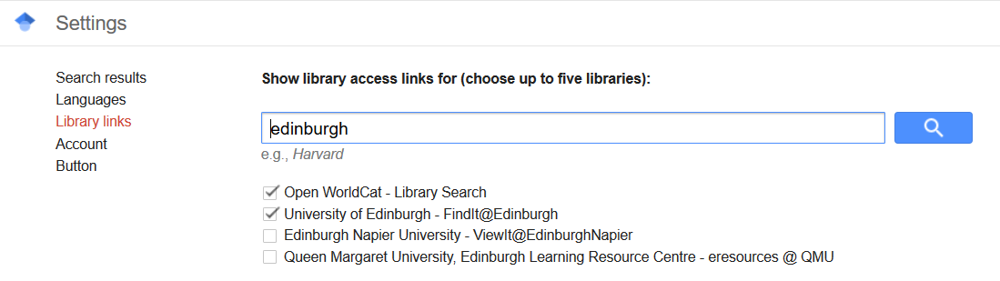 Settings
Search results
Languages
Library links
Account
Button
Show library access links for (choose up to five libraries):
edinburgh
e.g., Harvard
Open WorldCat - Library Search
University of Edinburgh - FindIt@Edinburgh
Edinburgh Napier University - ViewIt@EdinburghNapier
Queen Margaret University, Edinburgh Learning Resource Centre - eresources @ QMU